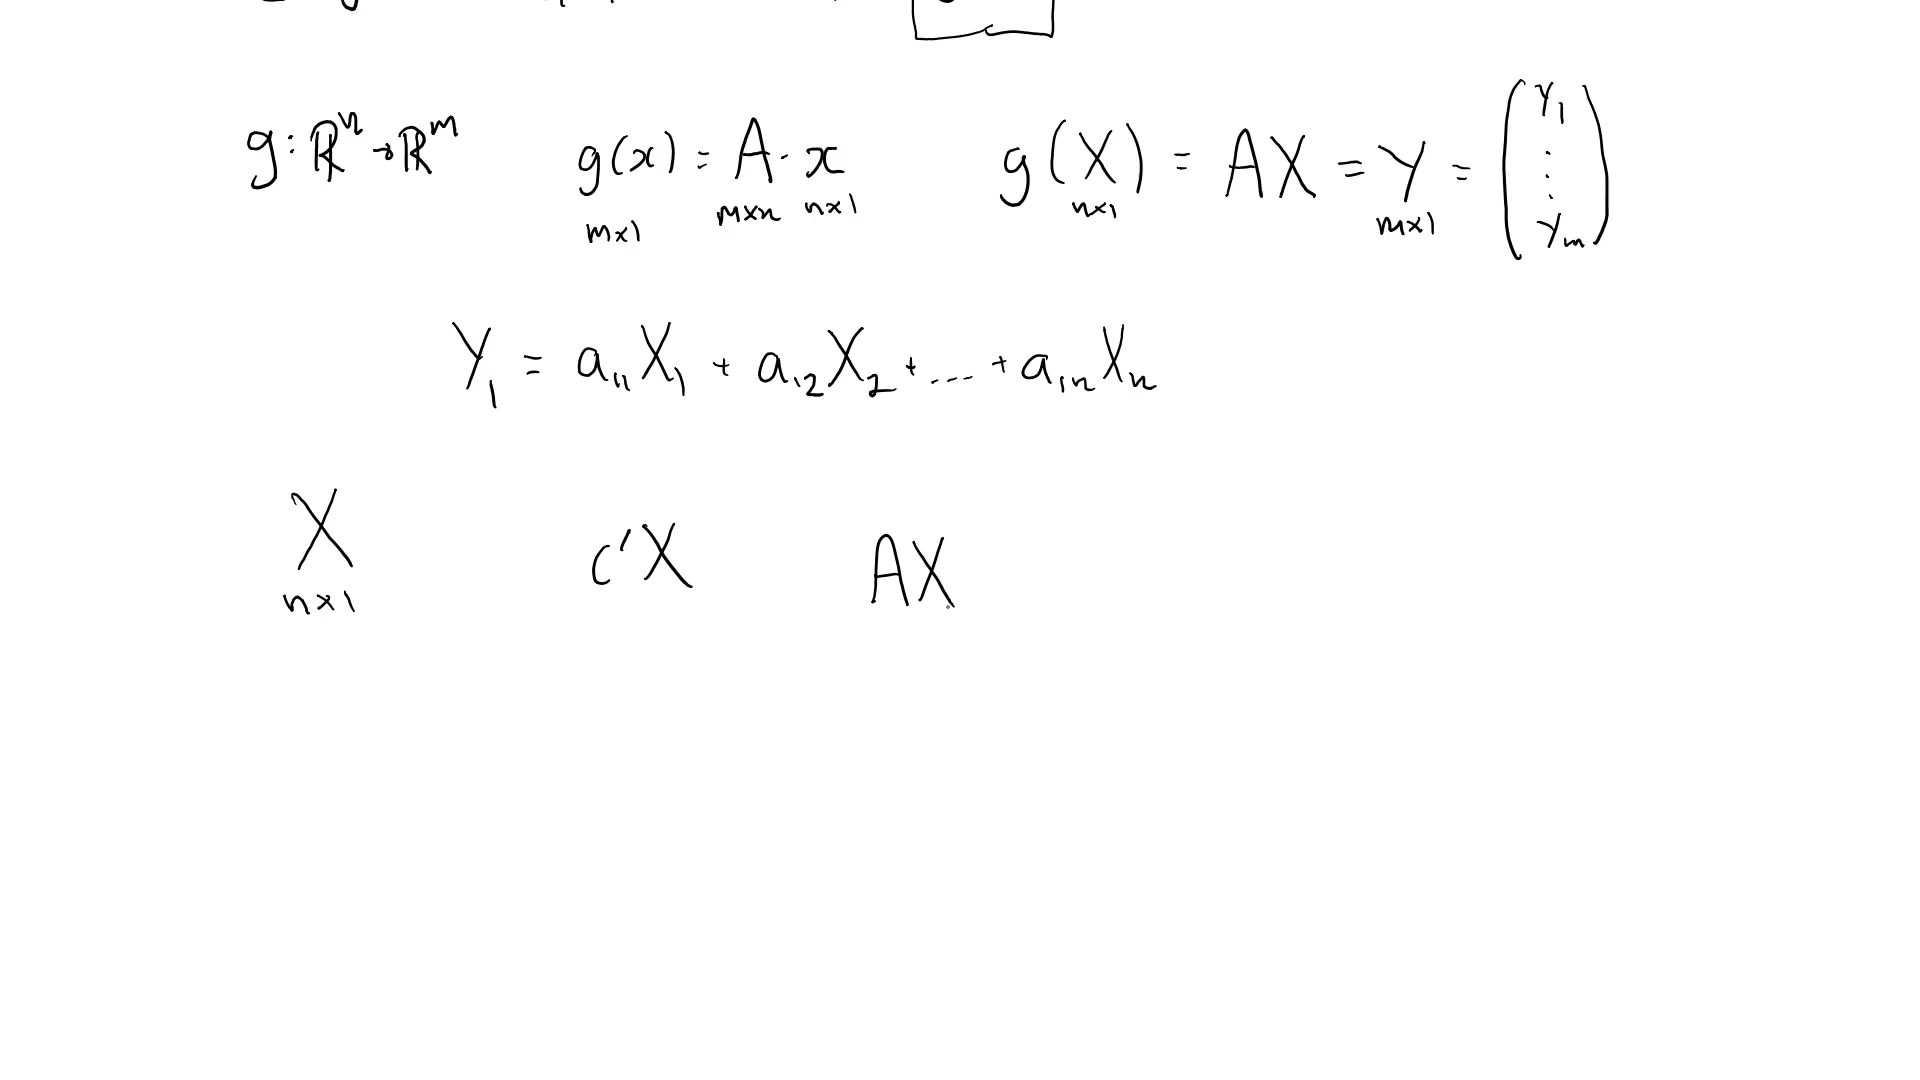 g : ℝⁿ → ℝᵐ g(x) = A · x g(X) = AX = Y = (Y₁ ⋮ Yₘ)
m×1 m×n n×1 n×1 m×1
Y₁ = a₁₁X₁ + a₁₂X₂ + ... + a₁ₙXₙ
X c'X AX
n×1